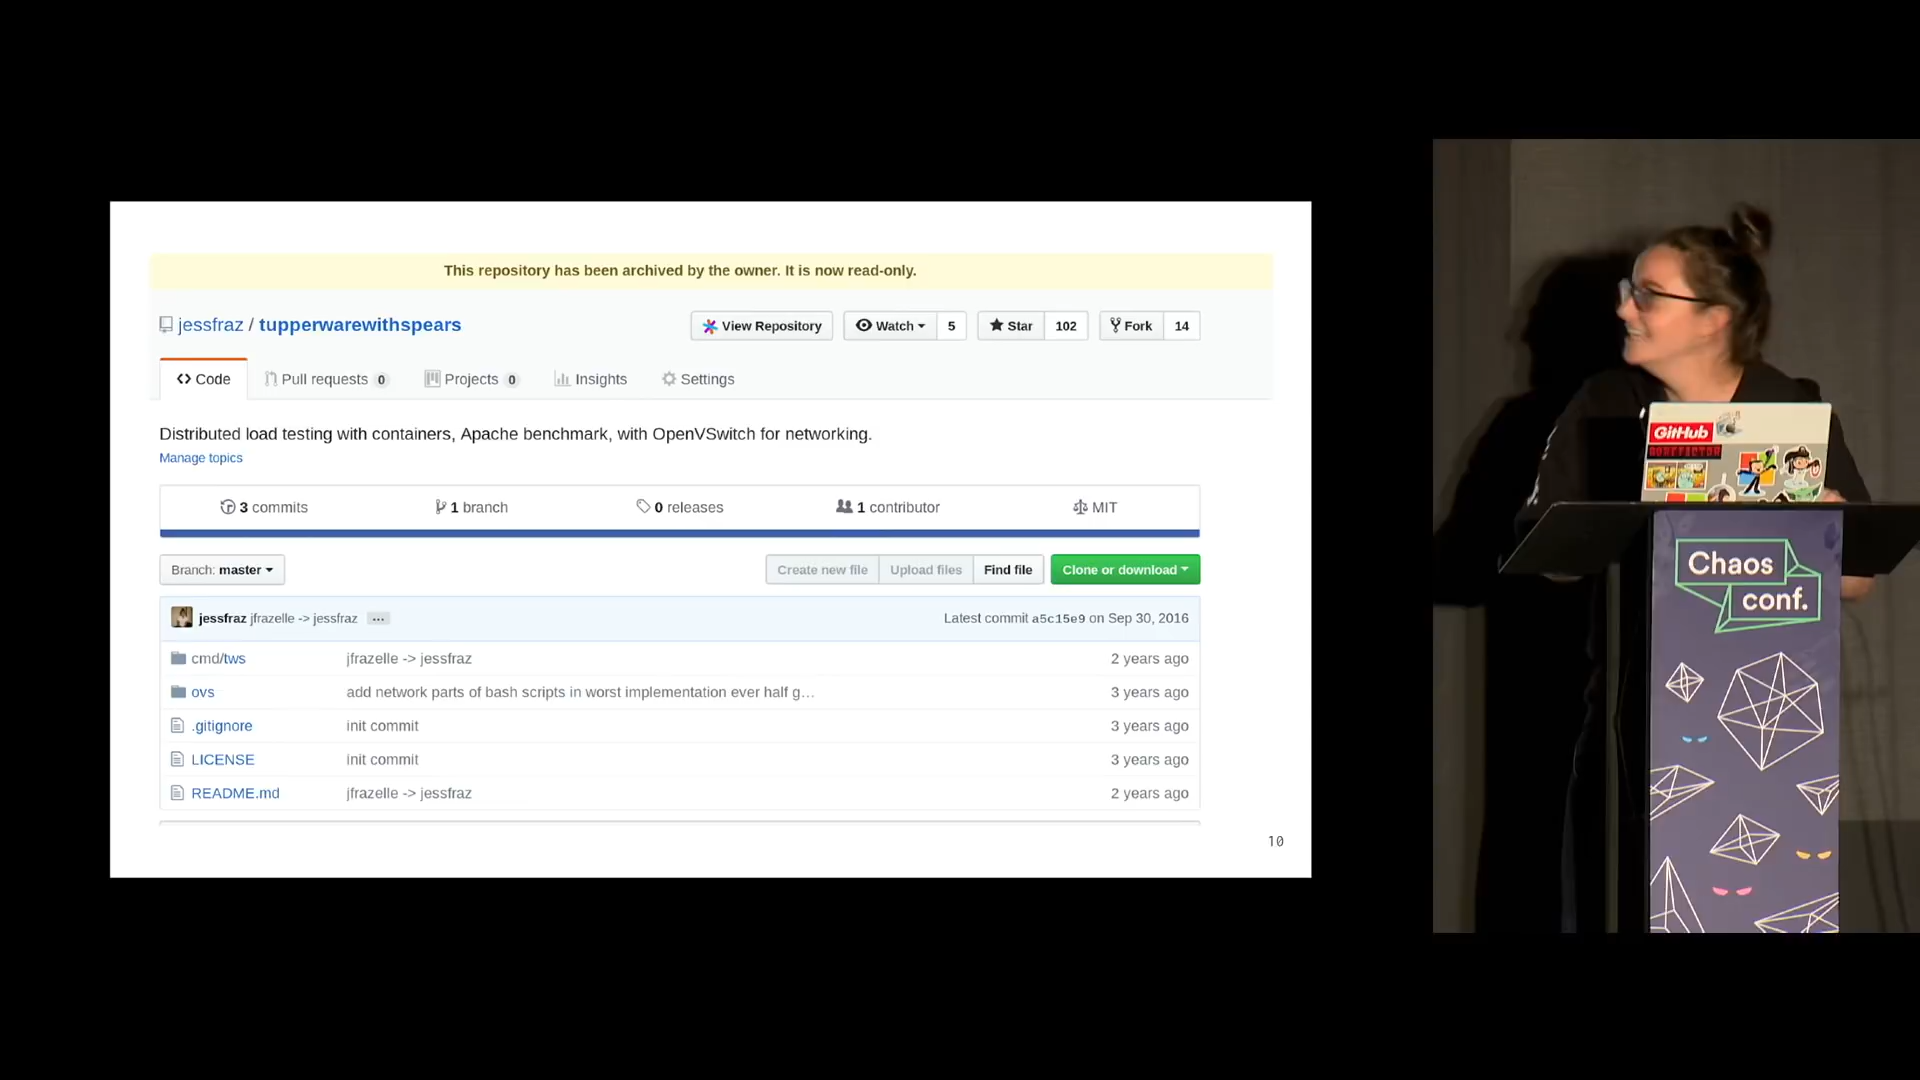 This repository has been archived by the owner. It is now read-only.
jessfraz / tupperwarewithspears
View Repository
Watch 5
Star 102
Fork 14
Code
Pull requests 0
Projects 0
Insights
Settings
Distributed load testing with containers, Apache benchmark, with OpenVSwitch for networking.
Manage topics
3 commits
1 branch
0 releases
1 contributor
MIT
Branch: master
Create new file
Upload files
Find file
Clone or download
jessfraz jfrazelle -> jessfraz ...
Latest commit a5c15e9 on Sep 30, 2016
cmd/tws jfrazelle -> jessfraz 2 years ago
ovs add network parts of bash scripts in worst implementation ever half g... 3 years ago
.gitignore init commit 3 years ago
LICENSE init commit 3 years ago
README.md jfrazelle -> jessfraz 2 years ago
10
GitHub
Chaos
conf.